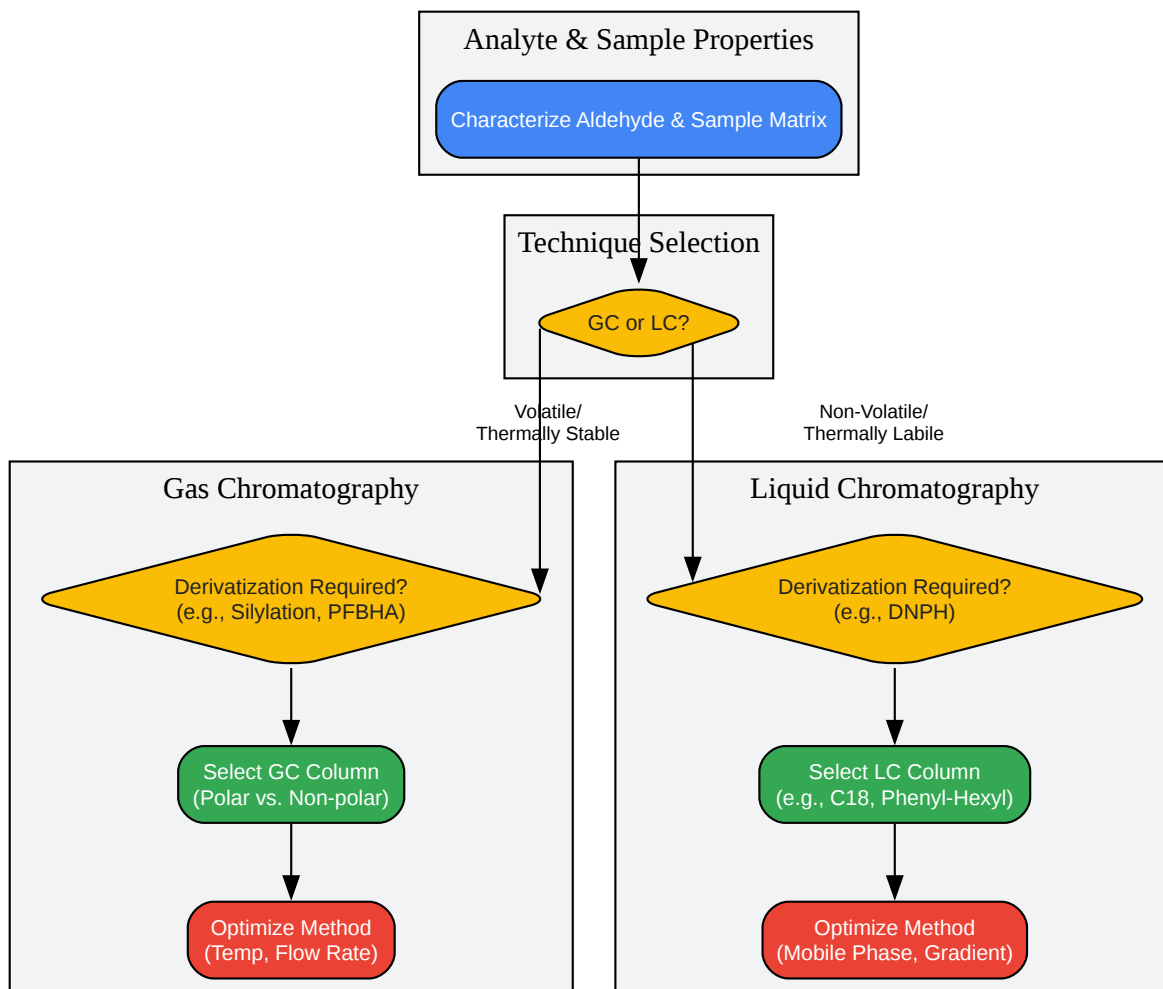 Analyte & Sample Properties
Characterize Aldehyde & Sample Matrix
Technique Selection
GC or LC?
Volatile/
Thermally Stable
Non-Volatile/
Thermally Labile
Gas Chromatography
Derivatization Required?
(e.g., Silylation, PFBHA)
Select GC Column
(Polar vs. Non-polar)
Optimize Method
(Temp, Flow Rate)
Liquid Chromatography
Derivatization Required?
(e.g., DNPH)
Select LC Column
(e.g., C18, Phenyl-Hexyl)
Optimize Method
(Mobile Phase, Gradient)